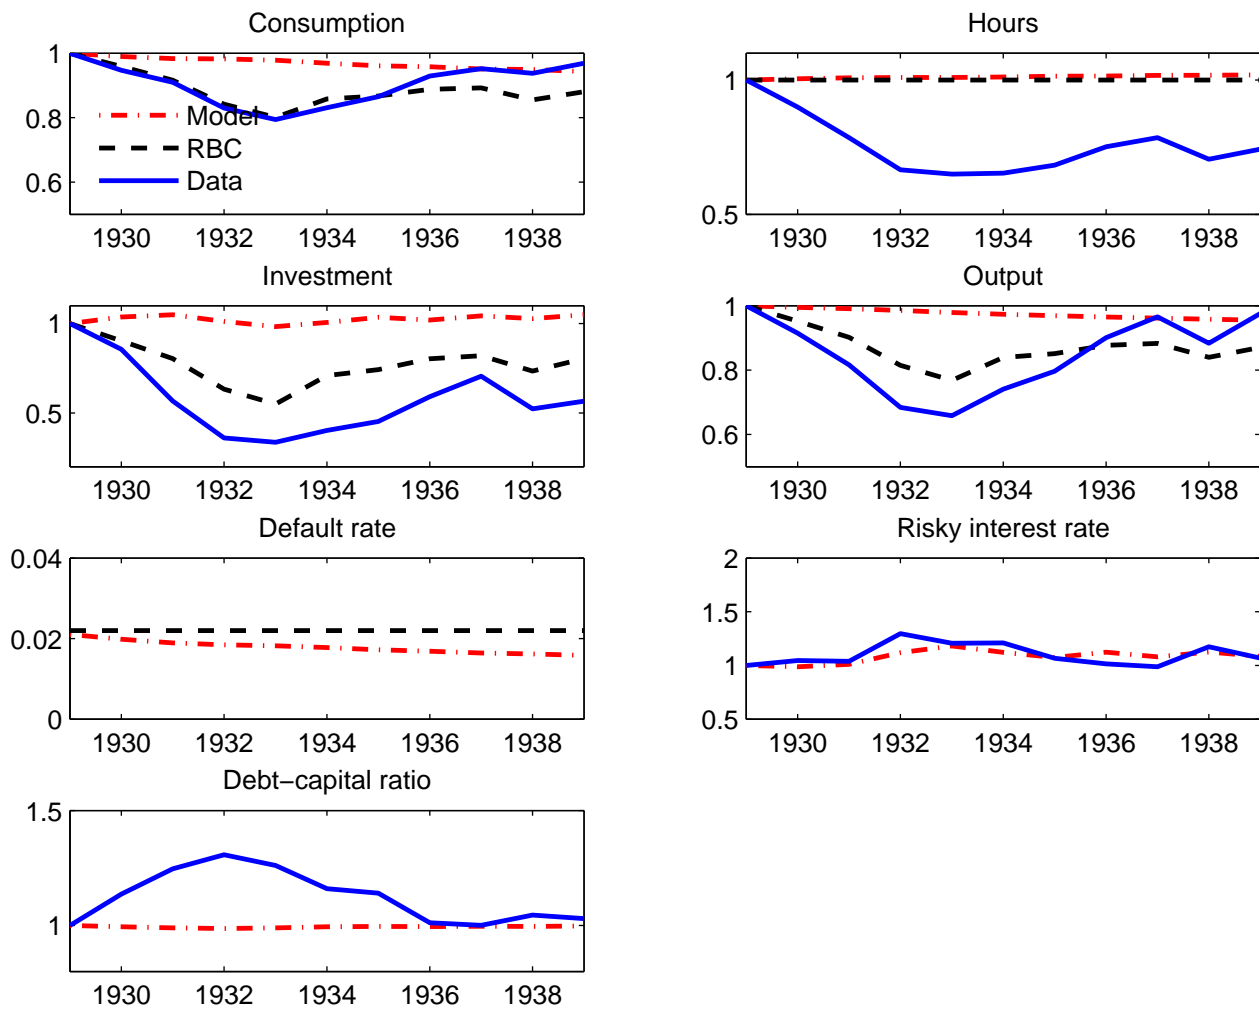 Consumption
1
0.8
0.6
Model
RBC
Data
1930 1932 1934 1936 1938
Hours
1
0.5
1930 1932 1934 1936 1938
Investment
1
0.5
1930 1932 1934 1936 1938
Output
1
0.8
0.6
1930 1932 1934 1936 1938
Default rate
0.04
0.02
0
1930 1932 1934 1936 1938
Risky interest rate
2
1.5
1
0.5
1930 1932 1934 1936 1938
Debt−capital ratio
1.5
1
1930 1932 1934 1936 1938